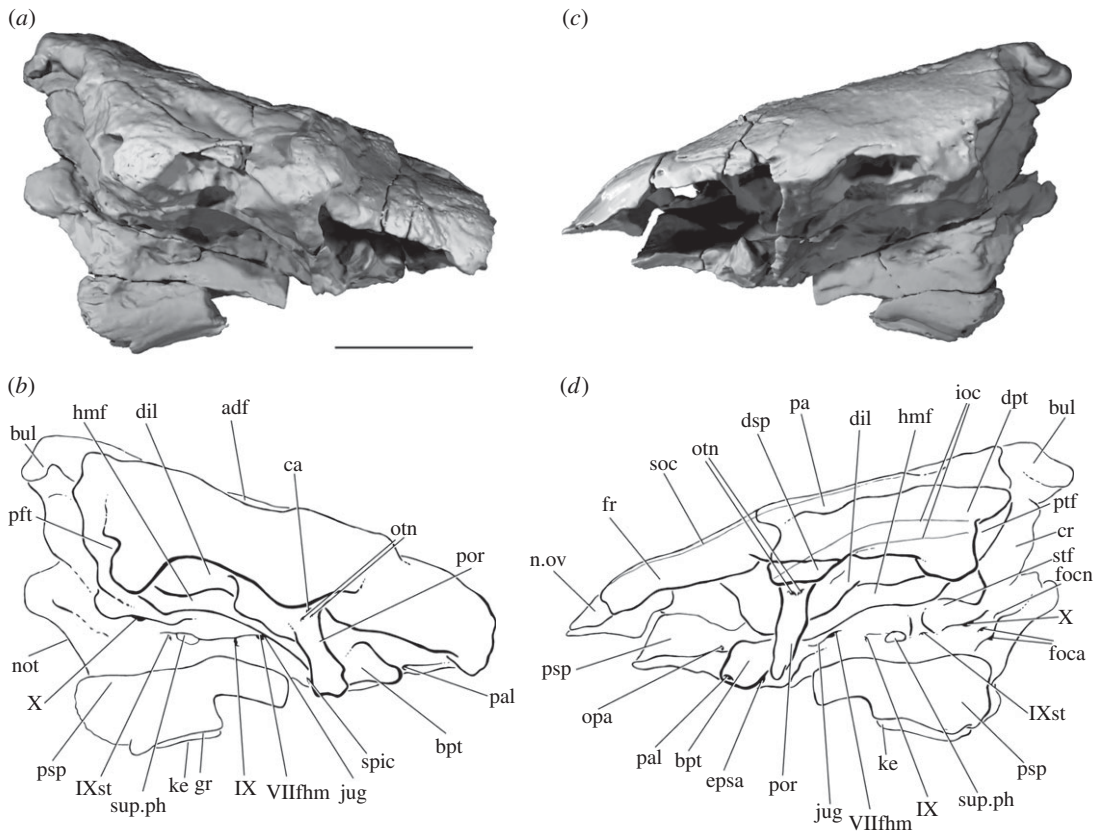 (a)
(c)
(b)
hmf
dil
adf
bul
ca
otn
pft
por
not
X
pal
psp
bpt
IXst
sup.ph
ke
gr
IX
VIIfhm
jug
spic
(d)
ioc
dpt
otn
dsp
pa
dil
hmf
bul
soc
fr
ptf
cr
n.ov
stf
focn
X
foca
psp
opa
IXst
pal
bpt
epsa
por
jug
VIIfhm
ke
IX
sup.ph
psp